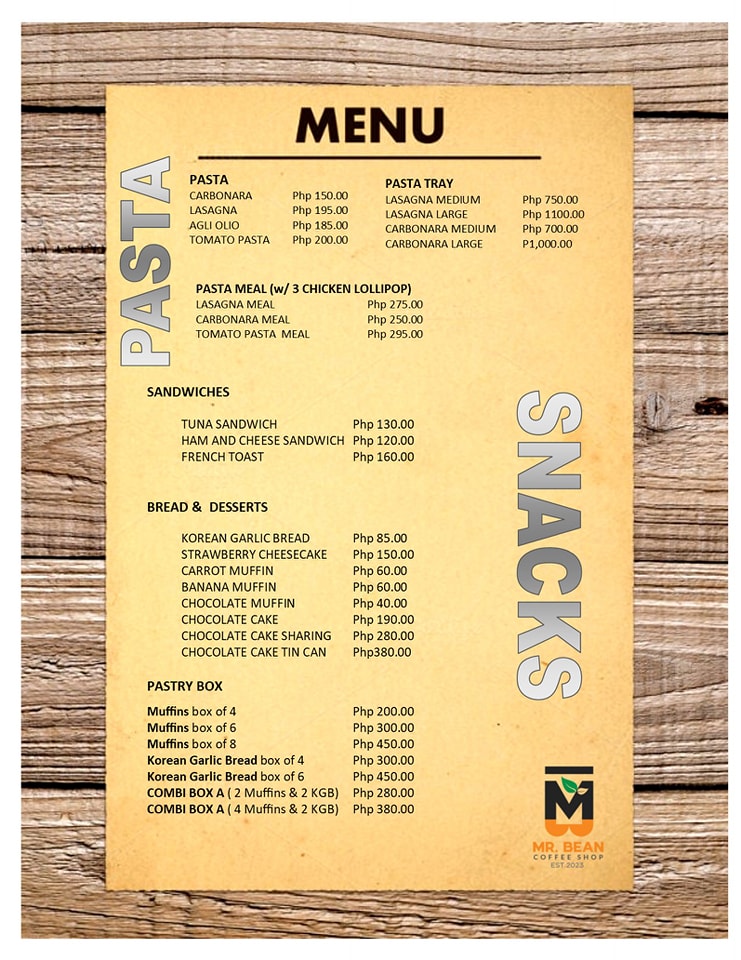 MENU
PASTA
PASTA
CARBONARA Php 150.00
LASAGNA Php 195.00
AGLI OLIO Php 185.00
TOMATO PASTA Php 200.00
PASTA TRAY
LASAGNA MEDIUM Php 750.00
LASAGNA LARGE Php 1100.00
CARBONARA MEDIUM Php 700.00
CARBONARA LARGE P1,000.00
PASTA MEAL (w/ 3 CHICKEN LOLLIPOP)
LASAGNA MEAL Php 275.00
CARBONARA MEAL Php 250.00
TOMATO PASTA MEAL Php 295.00
SNACKS
SANDWICHES
TUNA SANDWICH Php 130.00
HAM AND CHEESE SANDWICH Php 120.00
FRENCH TOAST Php 160.00
BREAD & DESSERTS
KOREAN GARLIC BREAD Php 85.00
STRAWBERRY CHEESECAKE Php 150.00
CARROT MUFFIN Php 60.00
BANANA MUFFIN Php 60.00
CHOCOLATE MUFFIN Php 40.00
CHOCOLATE CAKE Php 190.00
CHOCOLATE CAKE SHARING Php 280.00
CHOCOLATE CAKE TIN CAN Php380.00
PASTRY BOX
Muffins box of 4 Php 200.00
Muffins box of 6 Php 300.00
Muffins box of 8 Php 450.00
Korean Garlic Bread box of 4 Php 300.00
Korean Garlic Bread box of 6 Php 450.00
COMBI BOX A ( 2 Muffins & 2 KGB) Php 280.00
COMBI BOX A ( 4 Muffins & 2 KGB) Php 380.00
MR. BEAN
COFFEE SHOP
EST.2023